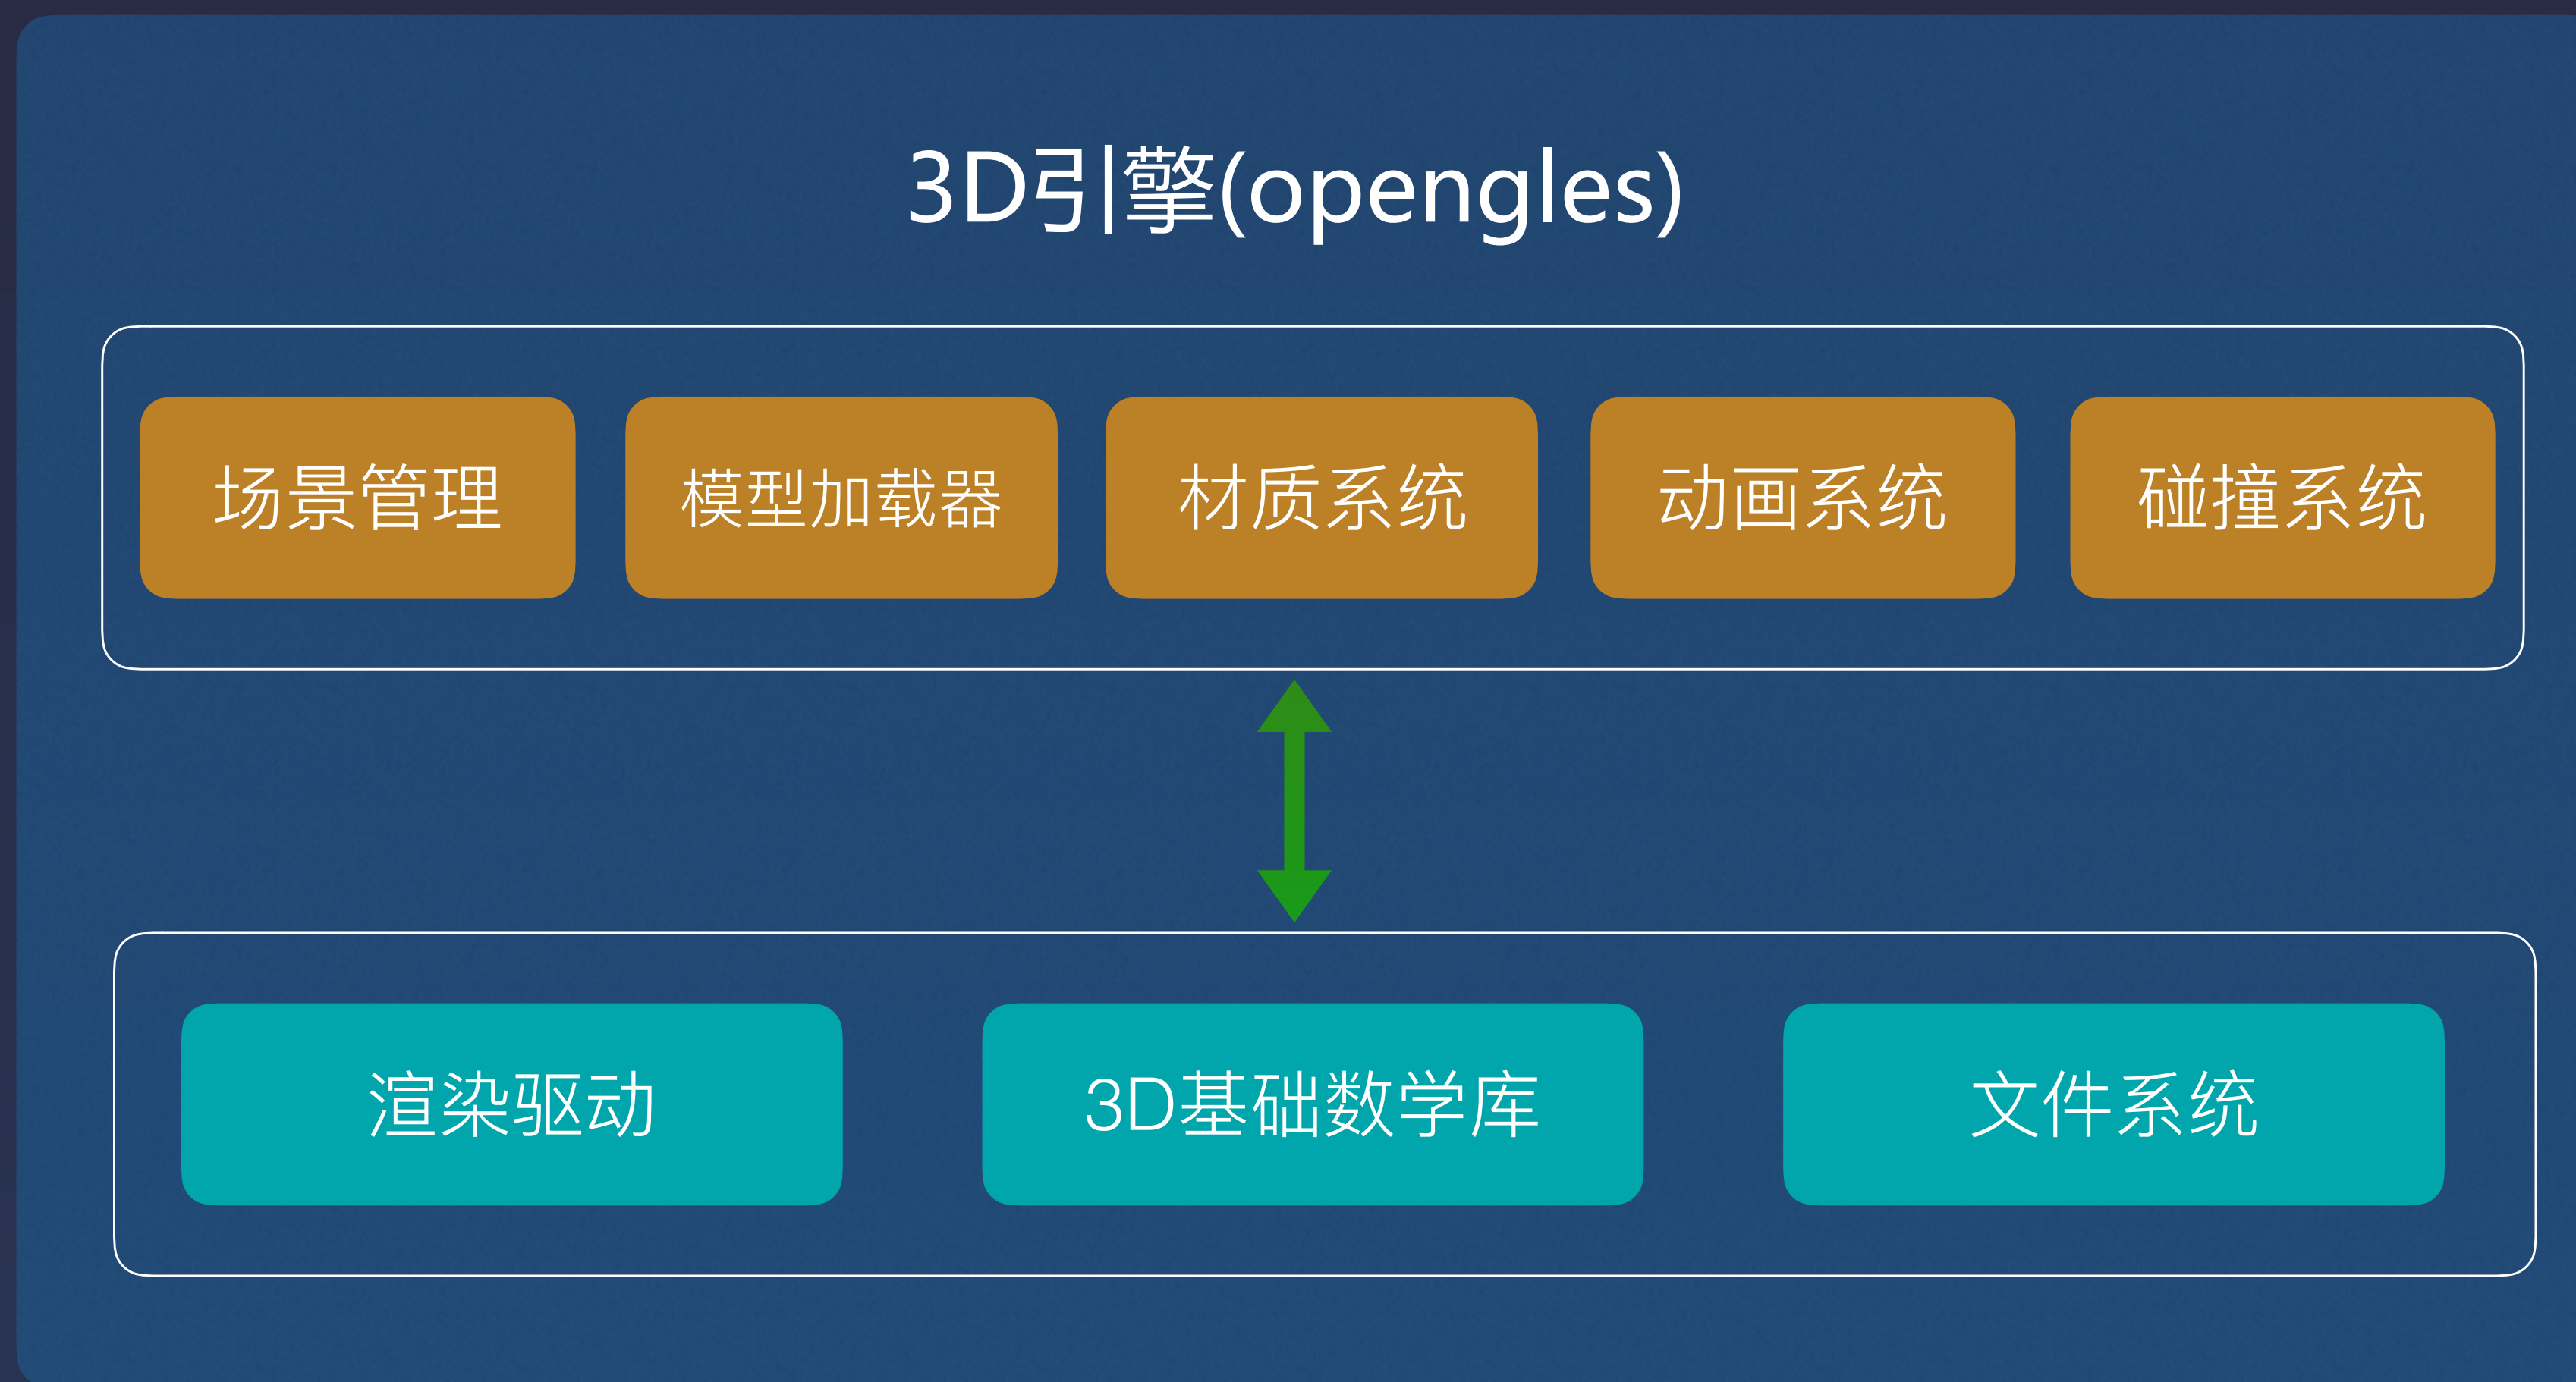 3D引擎(opengles)
场景管理
模型加载器
材质系统
动画系统
碰撞系统
渲染驱动
3D基础数学库
文件系统